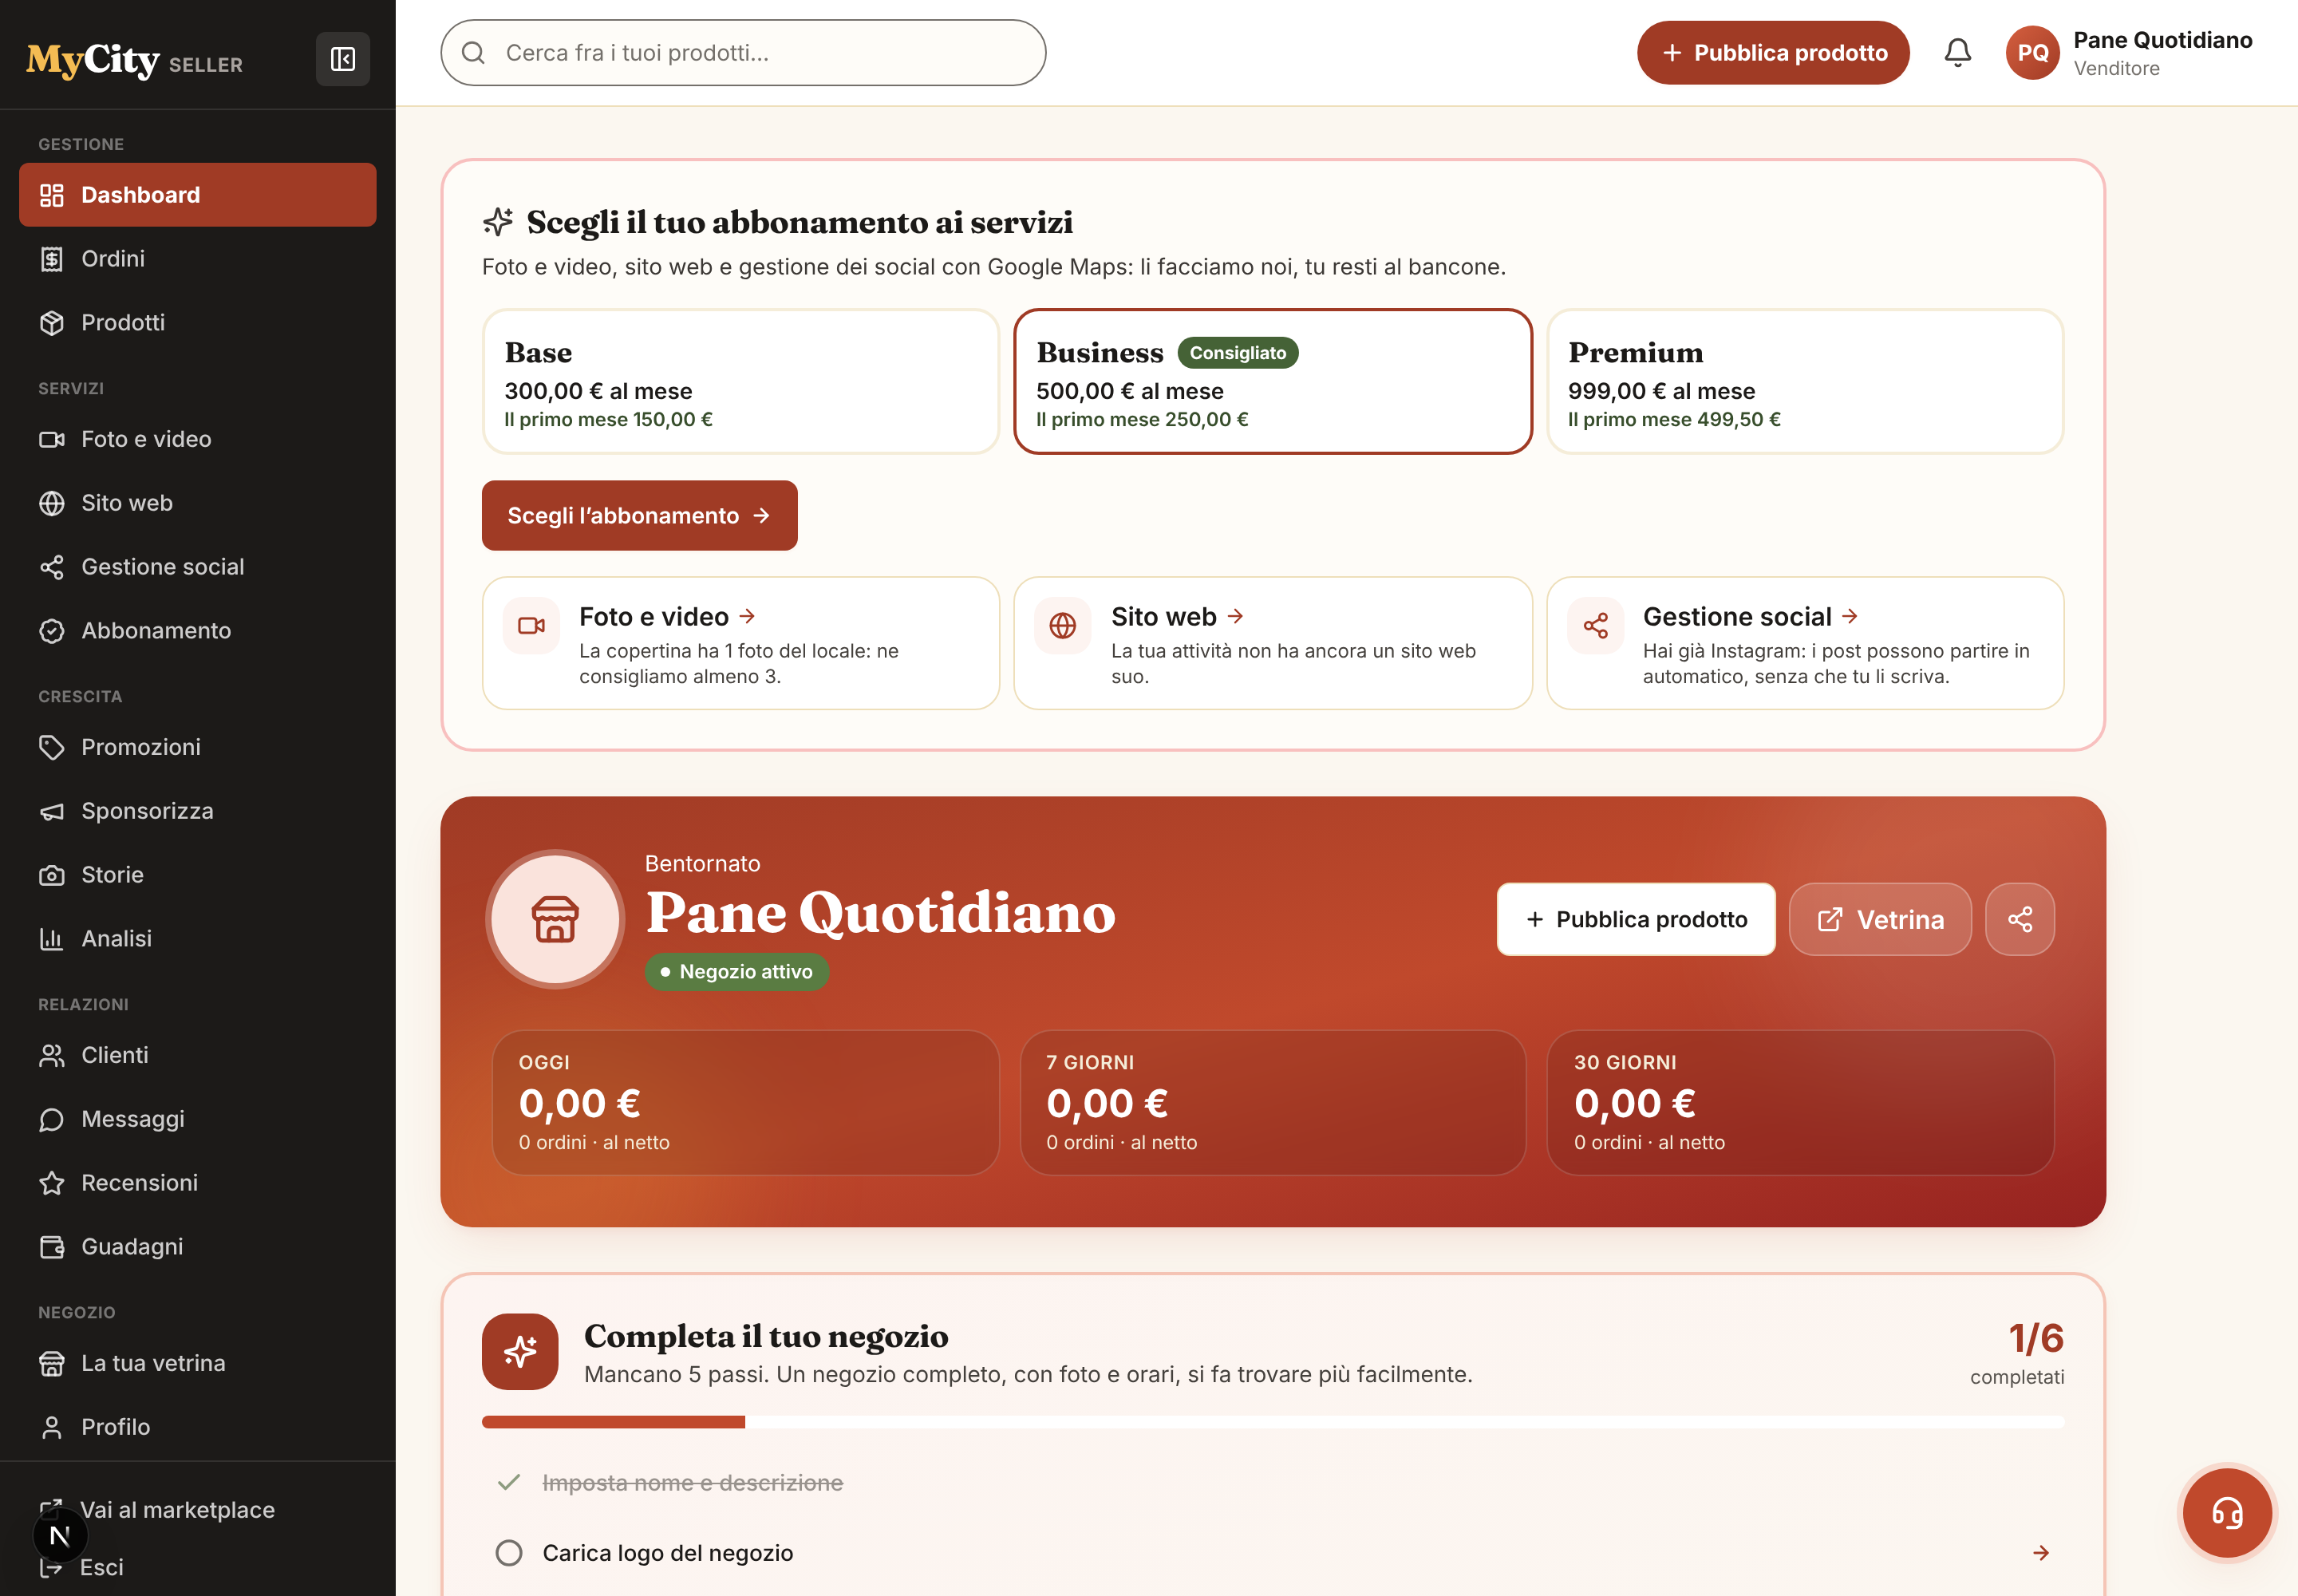 MyCity SELLER
Cerca fra i tuoi prodotti...
+ Pubblica prodotto
PQ
Pane Quotidiano
Venditore
GESTIONE
Dashboard
Ordini
Prodotti
SERVIZI
Foto e video
Sito web
Gestione social
Abbonamento
CRESCITA
Promozioni
Sponsorizza
Storie
Analisi
RELAZIONI
Clienti
Messaggi
Recensioni
Guadagni
NEGOZIO
La tua vetrina
Profilo
Vai al marketplace
N
Esci
Scegli il tuo abbonamento ai servizi
Foto e video, sito web e gestione dei social con Google Maps: li facciamo noi, tu resti al bancone.
Base
300,00 € al mese
Il primo mese 150,00 €
Business Consigliato
500,00 € al mese
Il primo mese 250,00 €
Premium
999,00 € al mese
Il primo mese 499,50 €
Scegli l’abbonamento →
Foto e video →
La copertina ha 1 foto del locale: ne
consigliamo almeno 3.
Sito web →
La tua attività non ha ancora un sito web
suo.
Gestione social →
Hai già Instagram: i post possono partire in
automatico, senza che tu li scriva.
Bentornato
Pane Quotidiano
Negozio attivo
+ Pubblica prodotto
Vetrina
OGGI
0,00 €
0 ordini · al netto
7 GIORNI
0,00 €
0 ordini · al netto
30 GIORNI
0,00 €
0 ordini · al netto
Completa il tuo negozio
Mancano 5 passi. Un negozio completo, con foto e orari, si fa trovare più facilmente.
1/6
completati
Imposta nome e descrizione
Carica logo del negozio →